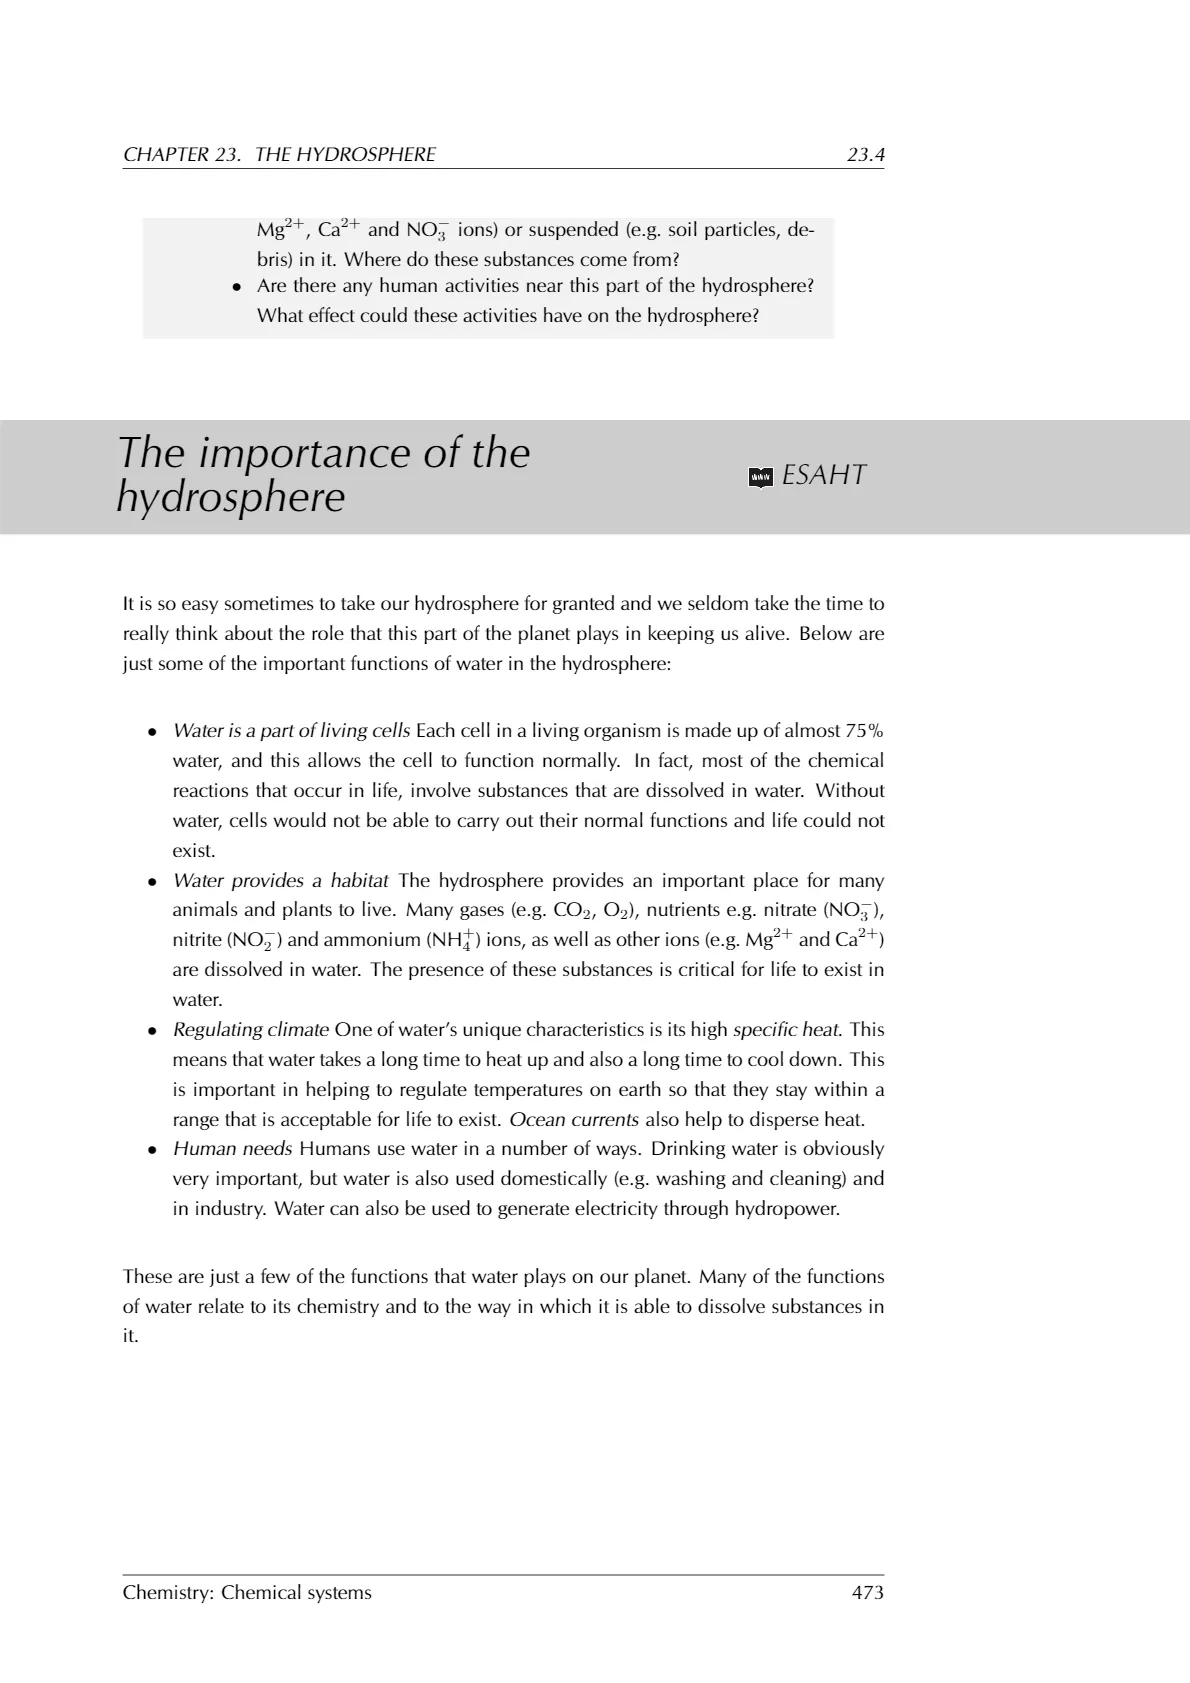 CHAPTER 23. THE HYDROSPHERE 23.4
Mg²⁺, Ca²⁺ and NO₃⁻ ions) or suspended (e.g. soil particles, de-
bris) in it. Where do these substances come from?
• Are there any human activities near this part of the hydrosphere?
What effect could these activities have on the hydrosphere?
The importance of the
hydrosphere
www ESAHT
It is so easy sometimes to take our hydrosphere for granted and we seldom take the time to
really think about the role that this part of the planet plays in keeping us alive. Below are
just some of the important functions of water in the hydrosphere:
• Water is a part of living cells Each cell in a living organism is made up of almost 75%
water, and this allows the cell to function normally. In fact, most of the chemical
reactions that occur in life, involve substances that are dissolved in water. Without
water, cells would not be able to carry out their normal functions and life could not
exist.
• Water provides a habitat The hydrosphere provides an important place for many
animals and plants to live. Many gases (e.g. CO₂, O₂), nutrients e.g. nitrate (NO₃⁻),
nitrite (NO₂⁻) and ammonium (NH₄⁺) ions, as well as other ions (e.g. Mg²⁺ and Ca²⁺)
are dissolved in water. The presence of these substances is critical for life to exist in
water.
• Regulating climate One of water's unique characteristics is its high specific heat. This
means that water takes a long time to heat up and also a long time to cool down. This
is important in helping to regulate temperatures on earth so that they stay within a
range that is acceptable for life to exist. Ocean currents also help to disperse heat.
• Human needs Humans use water in a number of ways. Drinking water is obviously
very important, but water is also used domestically (e.g. washing and cleaning) and
in industry. Water can also be used to generate electricity through hydropower.
These are just a few of the functions that water plays on our planet. Many of the functions
of water relate to its chemistry and to the way in which it is able to dissolve substances in
it.
Chemistry: Chemical systems 473